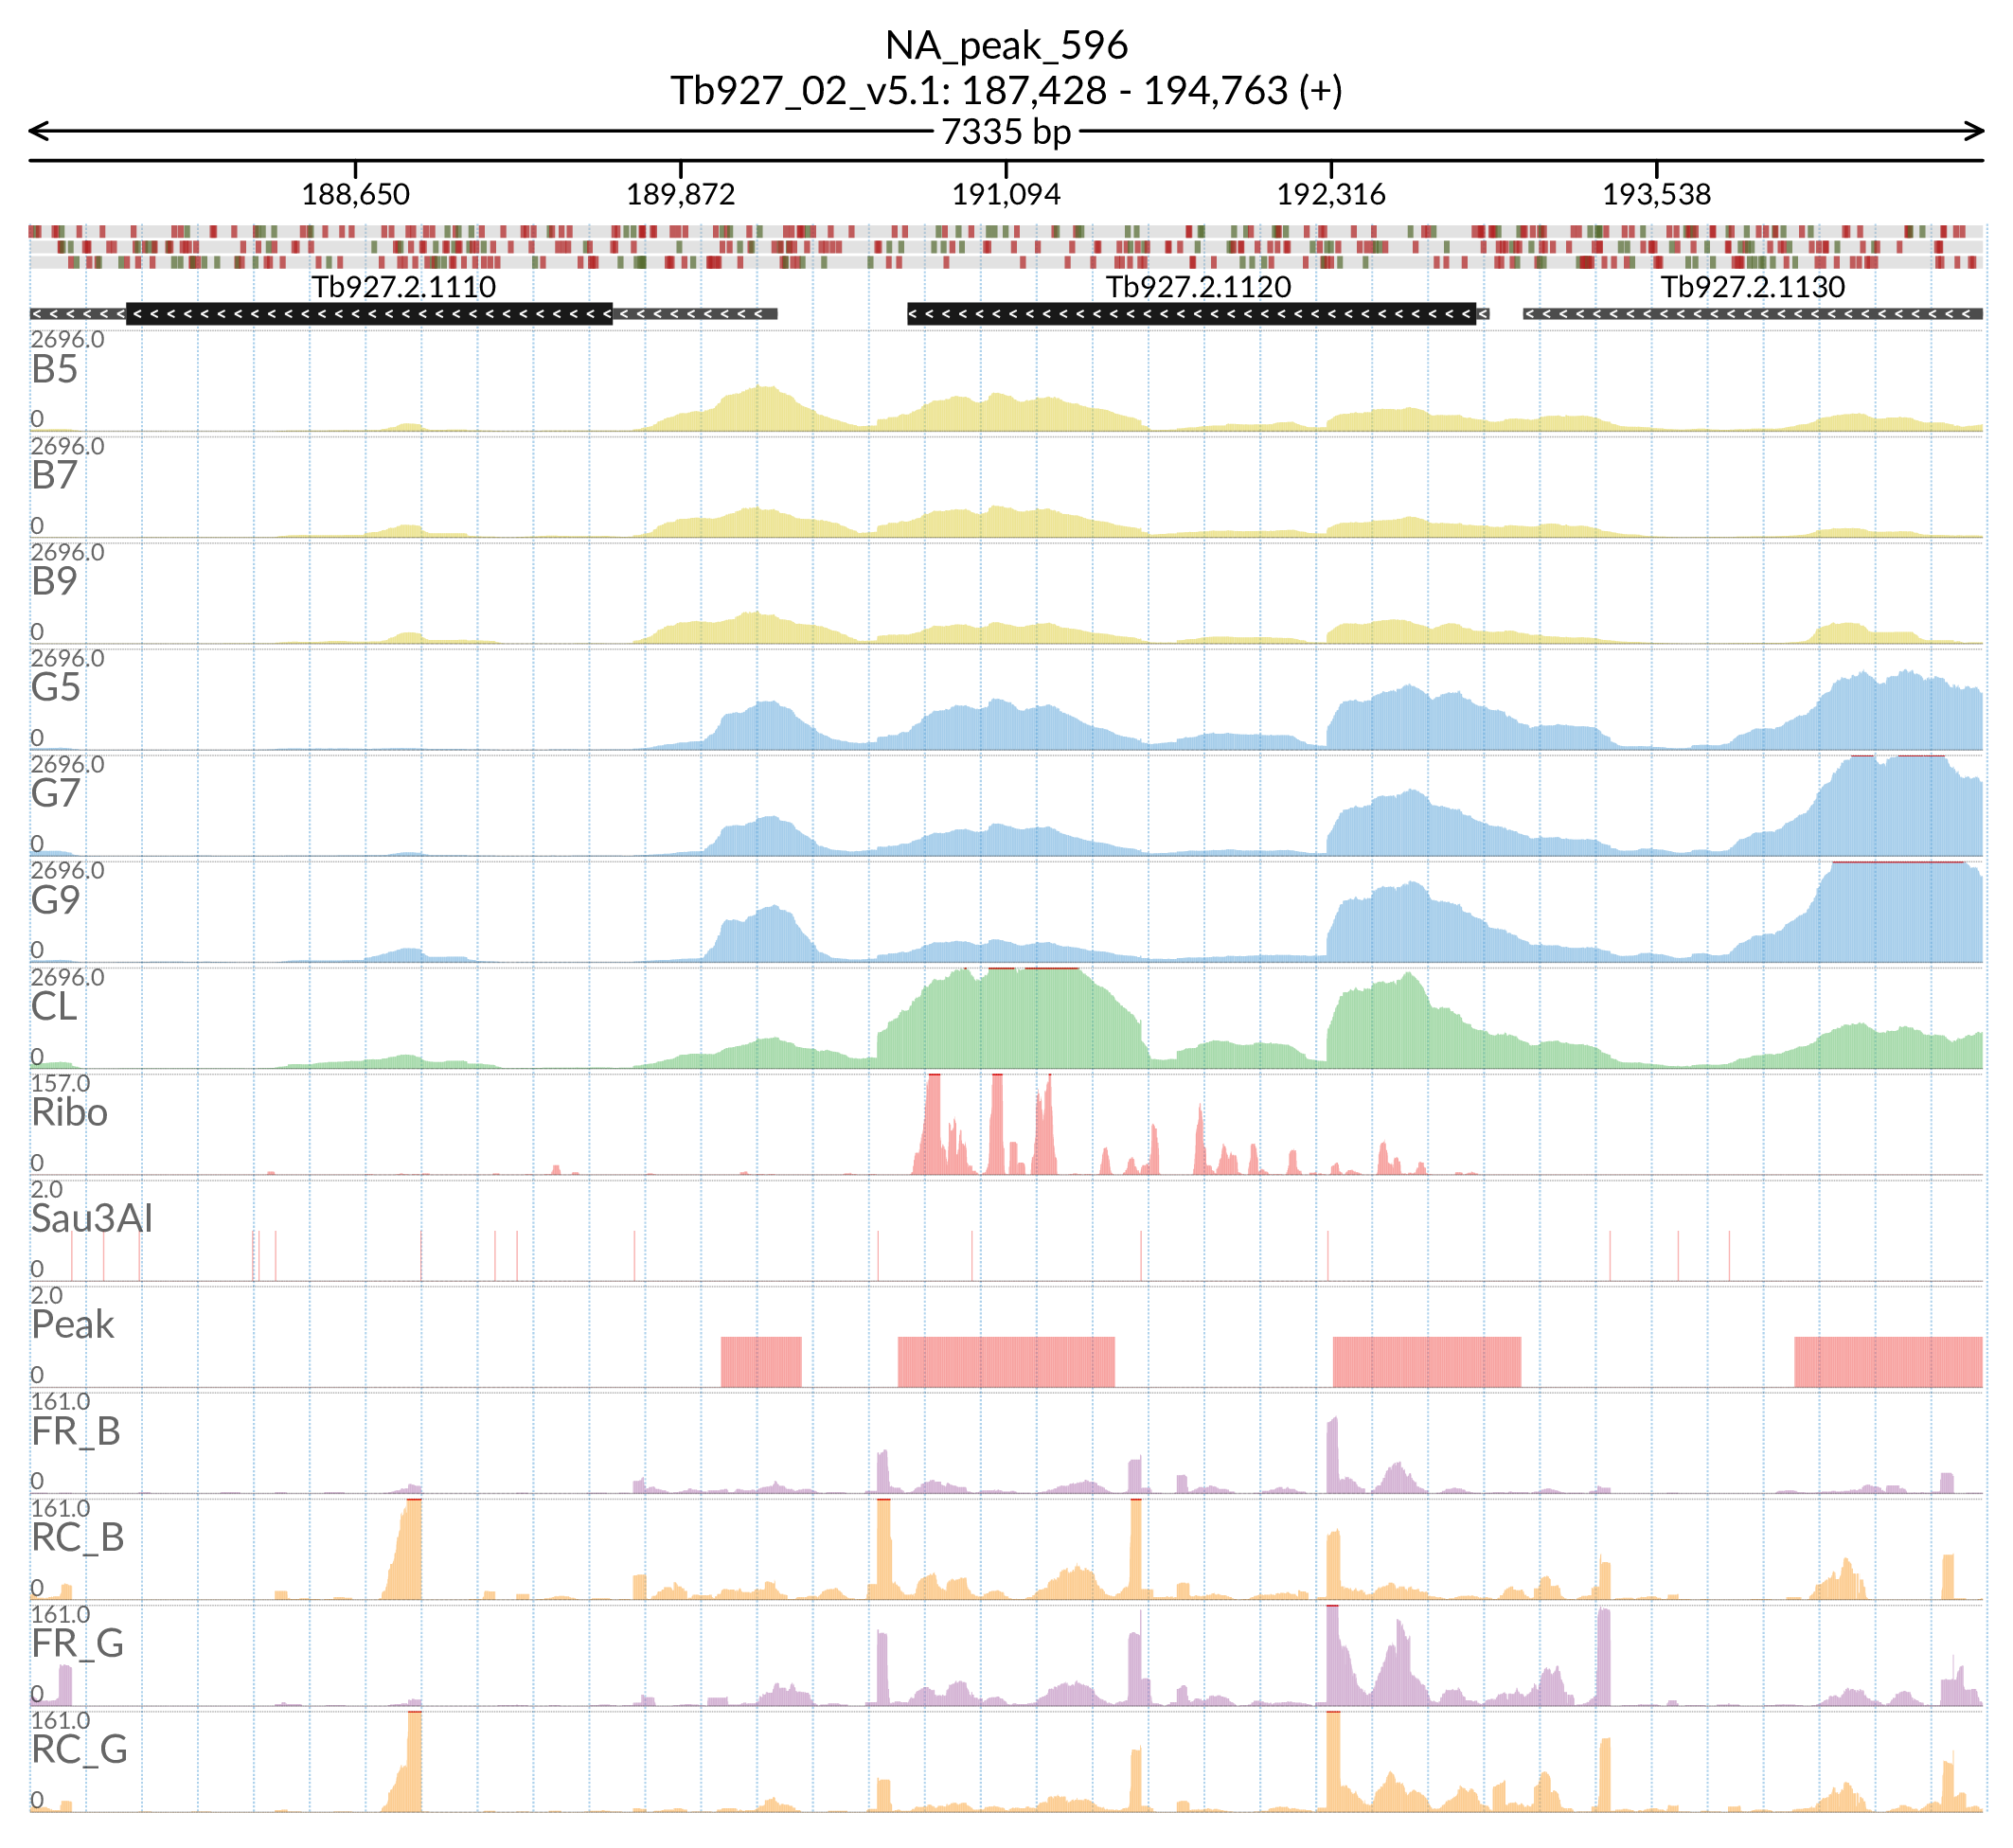 NA_peak_596
Tb927_02_v5.1: 187,428 - 194,763 (+)
7335 bp
188,650 189,872 191,094 192,316 193,538
Tb927.2.1110 Tb927.2.1120 Tb927.2.1130
2696.0
B5
0
2696.0
B7
0
2696.0
B9
0
2696.0
G5
0
2696.0
G7
0
2696.0
G9
0
2696.0
CL
0
157.0
Ribo
0
2.0
Sau3AI
0
2.0
Peak
0
161.0
FR_B
0
161.0
RC_B
0
161.0
FR_G
0
161.0
RC_G
0